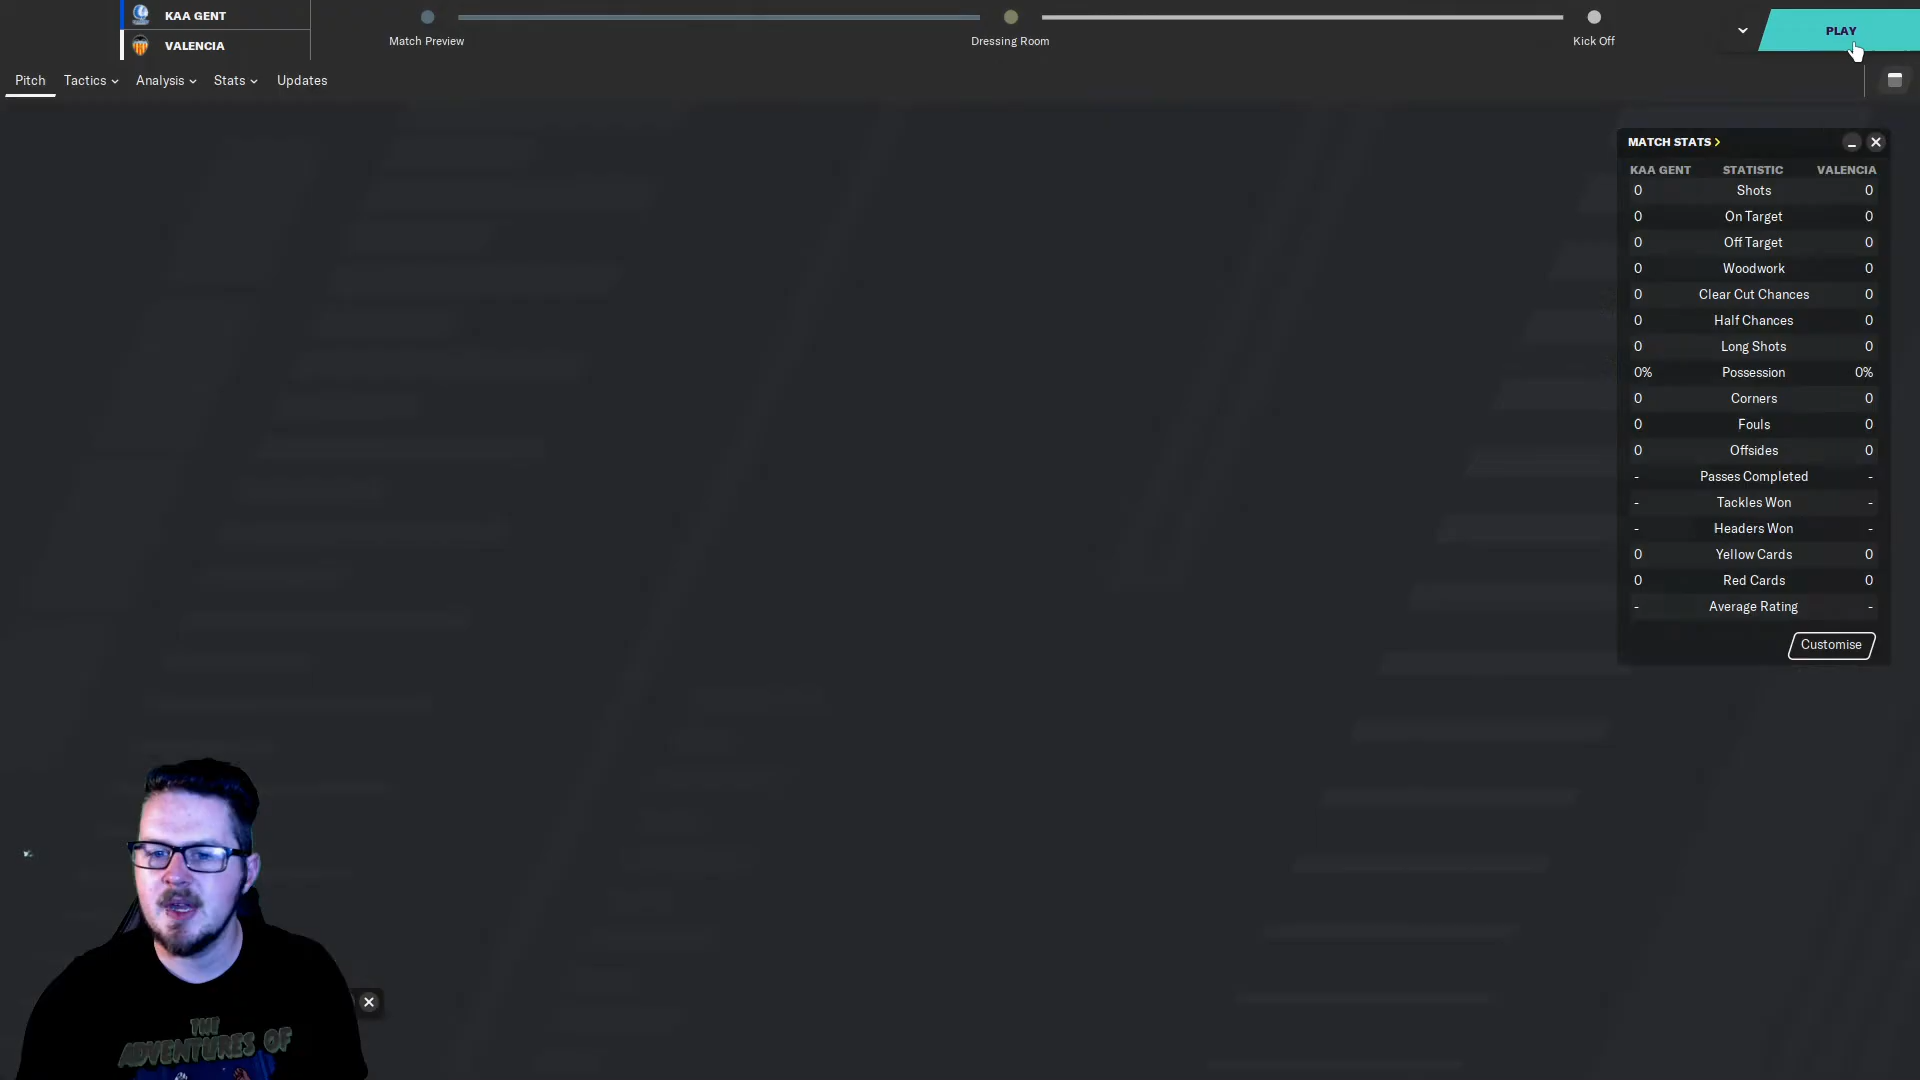 KAA GENT
VALENCIA
Match Preview
Dressing Room
Kick Off
PLAY
Pitch
Tactics
Analysis
Stats
Updates
MATCH STATS >
KAA GENT STATISTIC VALENCIA
0 Shots 0
0 On Target 0
0 Off Target 0
0 Woodwork 0
0 Clear Cut Chances 0
0 Half Chances 0
0 Long Shots 0
0% Possession 0%
0 Corners 0
0 Fouls 0
0 Offsides 0
- Passes Completed -
- Tackles Won -
- Headers Won -
0 Yellow Cards 0
0 Red Cards 0
- Average Rating -
Customise
THE
ADVENTURES OF